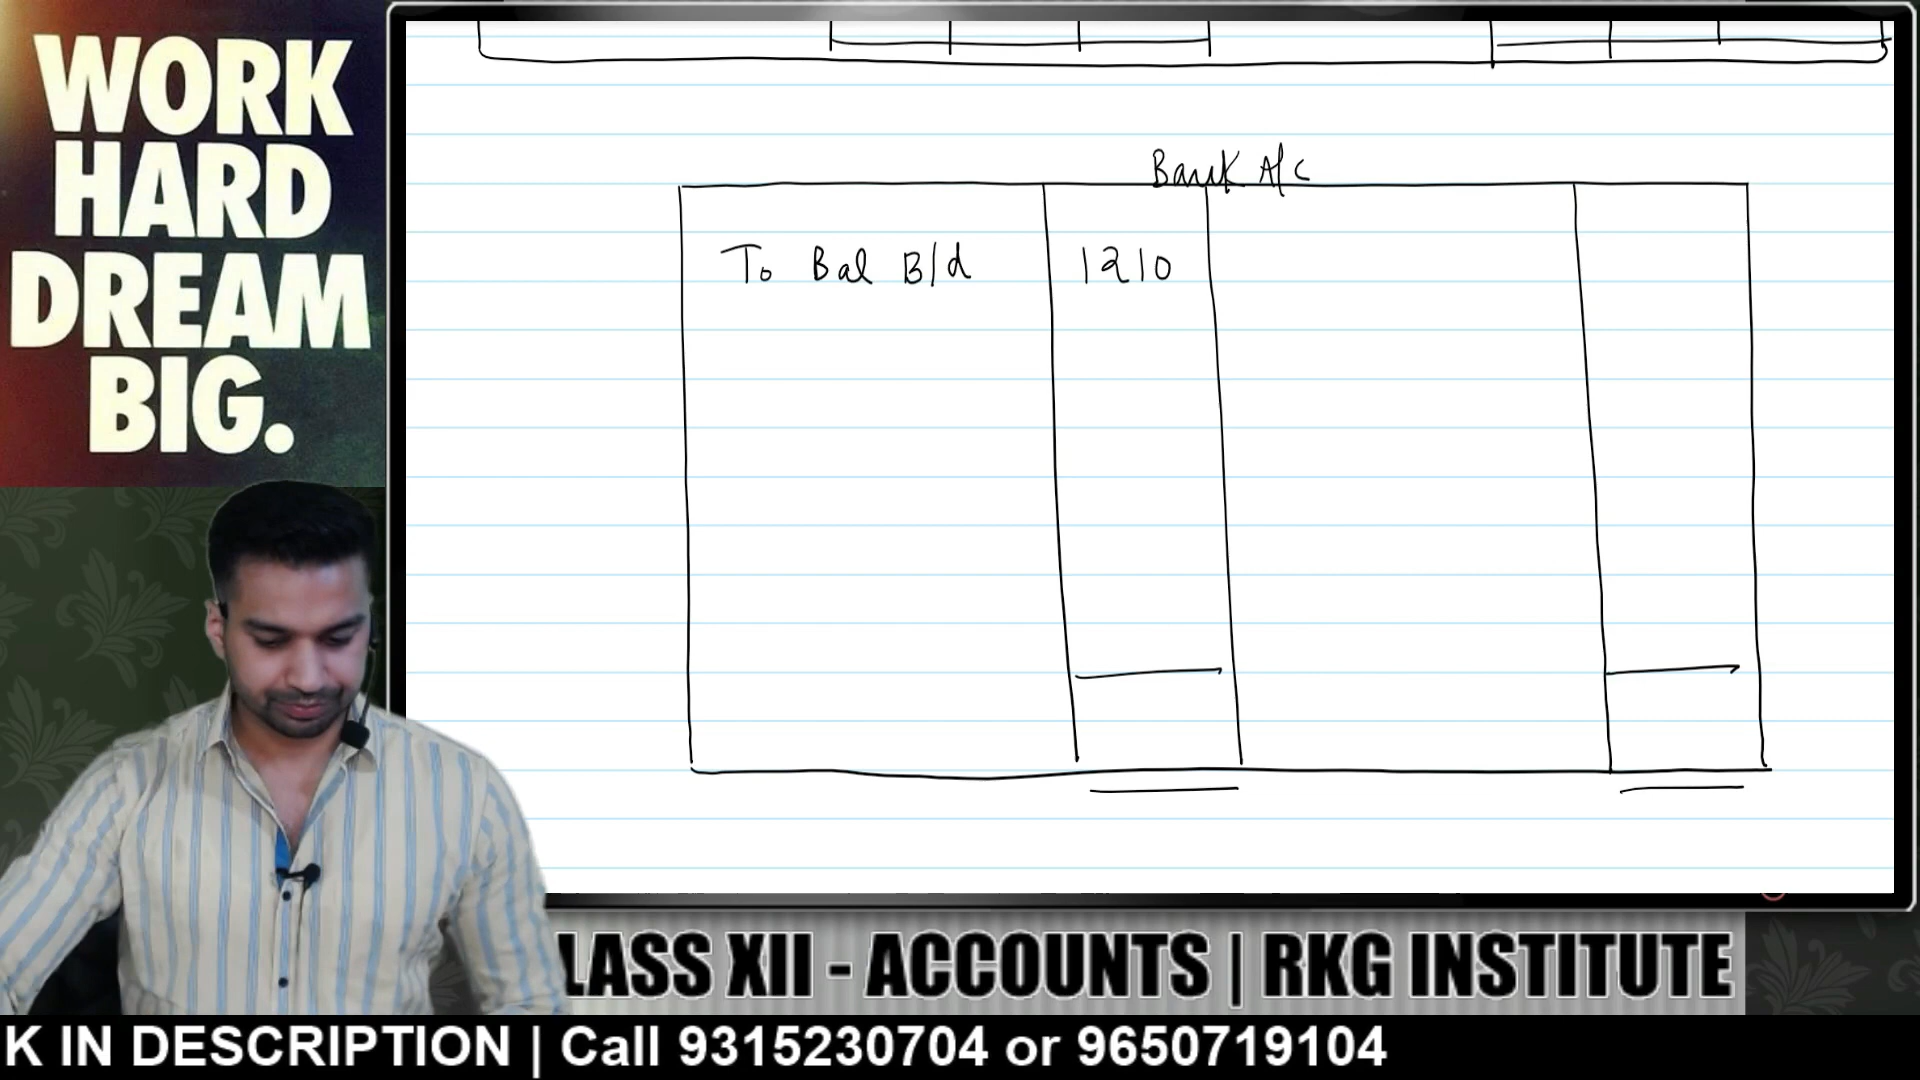 WORK
HARD
DREAM
BIG.
Bank A/c
To Bal B/d 1210
LASS XII - ACCOUNTS | RKG INSTITUTE
K IN DESCRIPTION | Call 9315230704 or 9650719104